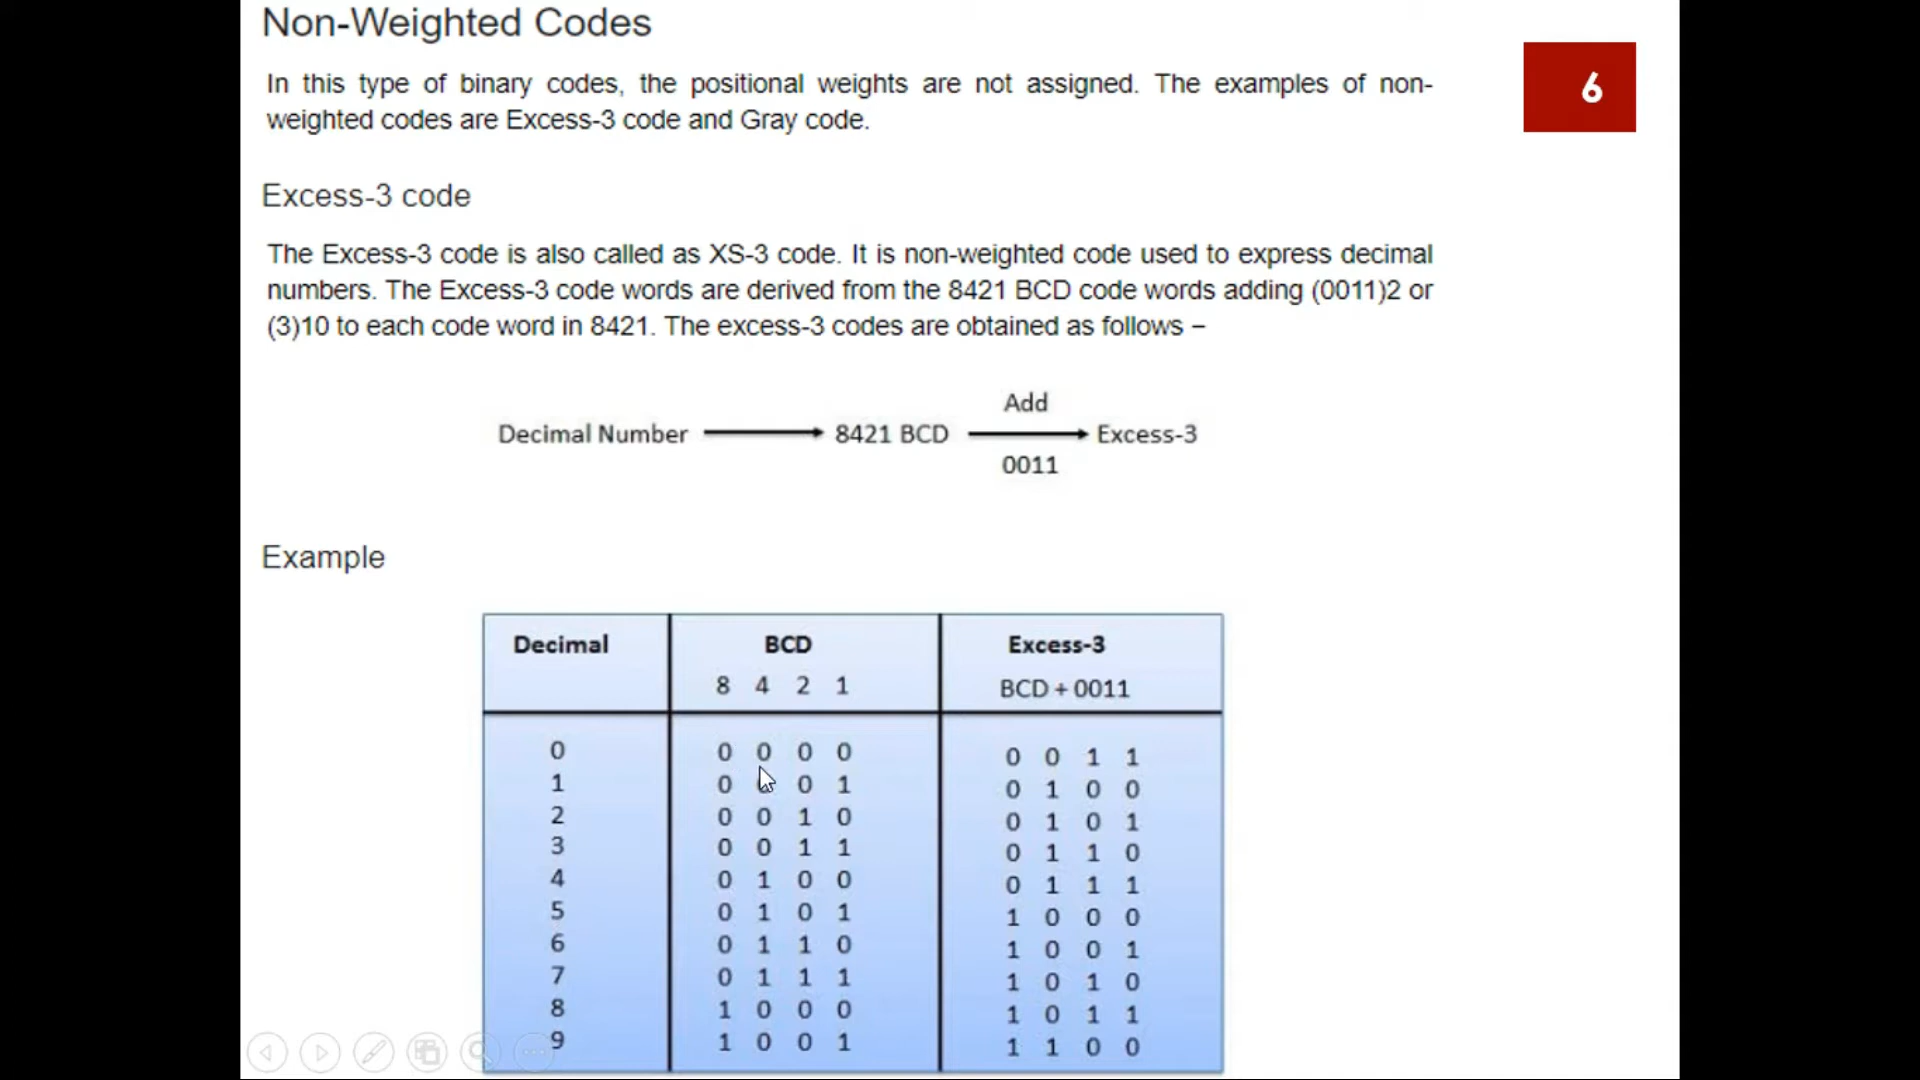 Non-Weighted Codes
6
In this type of binary codes, the positional weights are not assigned. The examples of non-
weighted codes are Excess-3 code and Gray code.
Excess-3 code
The Excess-3 code is also called as XS-3 code. It is non-weighted code used to express decimal
numbers. The Excess-3 code words are derived from the 8421 BCD code words adding (0011)2 or
(3)10 to each code word in 8421. The excess-3 codes are obtained as follows −
Add
Decimal Number 8421 BCD Excess-3
0011
Example
Decimal BCD Excess-3
8 4 2 1 BCD + 0011
0 0 0 0 0 0 0 1 1
1 0 0 1 0 1 0 0
2 0 0 1 0 0 1 0 1
3 0 0 1 1 0 1 1 0
4 0 1 0 0 0 1 1 1
5 0 1 0 1 1 0 0 0
6 0 1 1 0 1 0 0 1
7 0 1 1 1 1 0 1 0
8 1 0 0 0 1 0 1 1
9 1 0 0 1 1 1 0 0